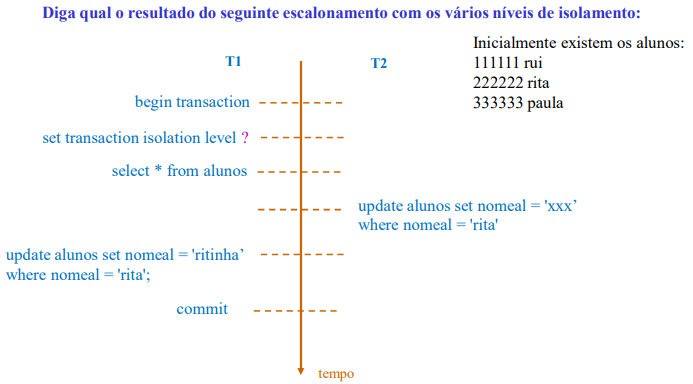 Diga qual o resultado do seguinte escalonamento com os vários níveis de isolamento:
Inicialmente existem os alunos:
111111 rui
222222 rita
333333 paula
T1
T2
begin transaction
set transaction isolation level ?
select * from alunos
update alunos set nomeal = 'xxx’
where nomeal = 'rita'
update alunos set nomeal = 'ritinha’
where nomeal = 'rita';
commit
tempo